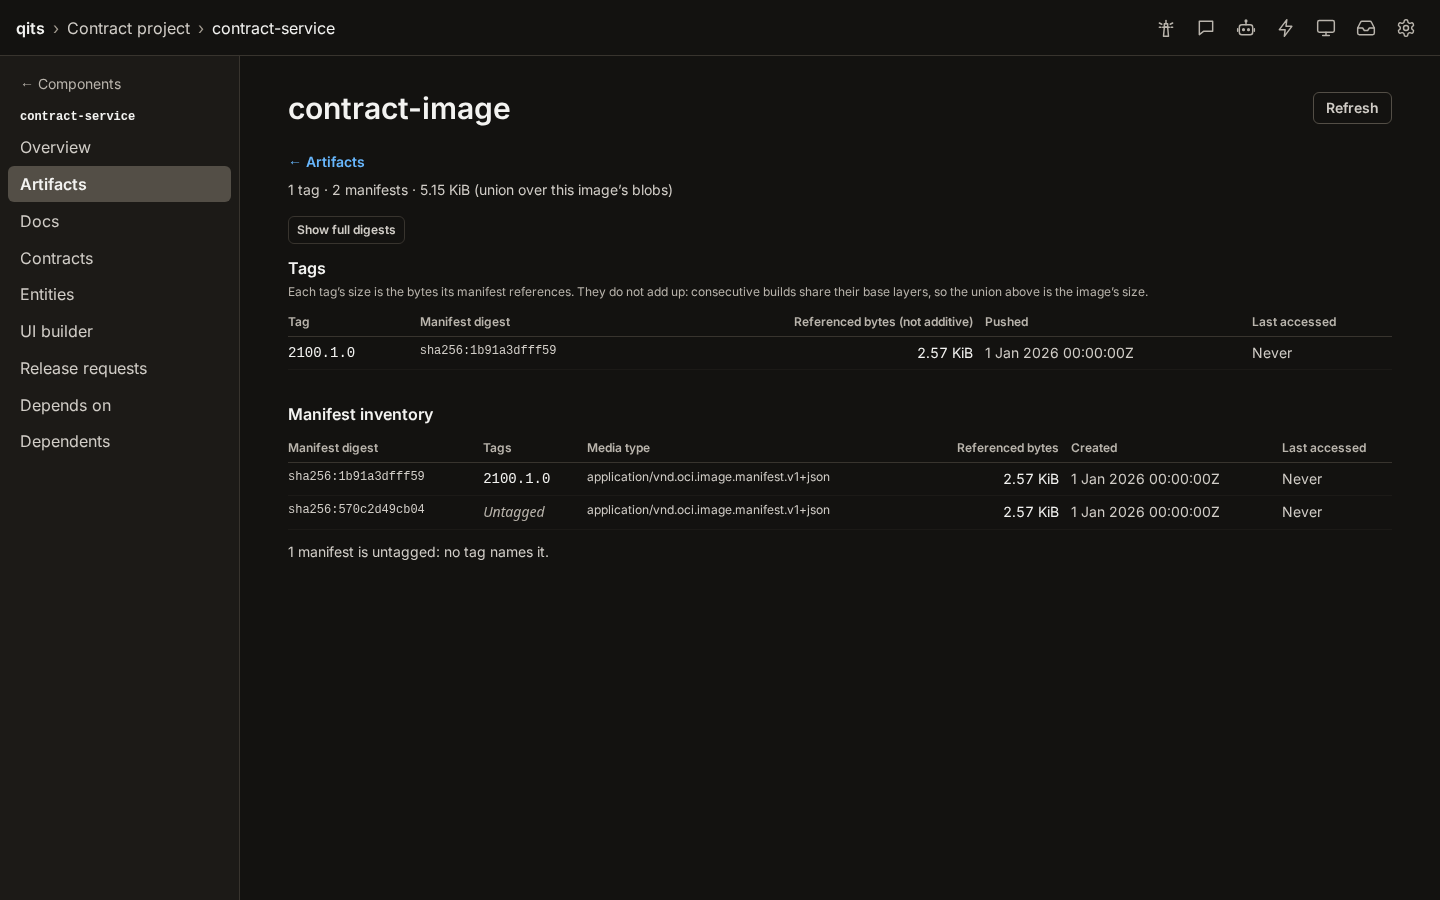 qits › Contract project › contract-service
← Components
contract-service
Overview
Artifacts
Docs
Contracts
Entities
UI builder
Release requests
Depends on
Dependents
contract-image
Refresh
← Artifacts
1 tag · 2 manifests · 5.15 KiB (union over this image’s blobs)
Show full digests
Tags
Each tag’s size is the bytes its manifest references. They do not add up: consecutive builds share their base layers, so the union above is the image’s size.
Tag Manifest digest Referenced bytes (not additive) Pushed Last accessed
2100.1.0 sha256:1b91a3dfff59 2.57 KiB 1 Jan 2026 00:00:00Z Never
Manifest inventory
Manifest digest Tags Media type Referenced bytes Created Last accessed
sha256:1b91a3dfff59 2100.1.0 application/vnd.oci.image.manifest.v1+json 2.57 KiB 1 Jan 2026 00:00:00Z Never
sha256:570c2d49cb04 Untagged application/vnd.oci.image.manifest.v1+json 2.57 KiB 1 Jan 2026 00:00:00Z Never
1 manifest is untagged: no tag names it.